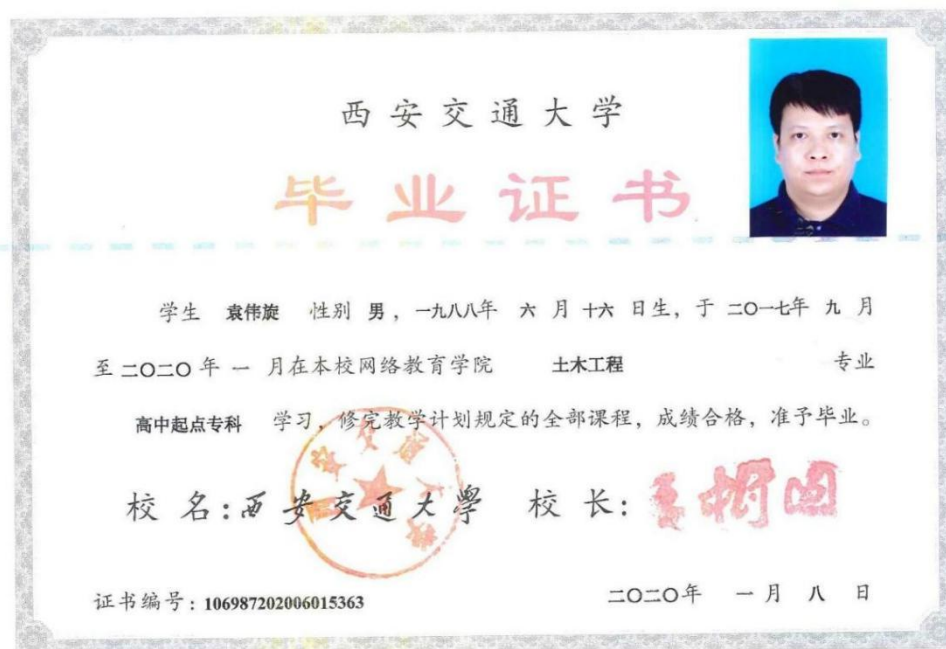 西安交通大学
毕业证书
学生 袁伟旋 性别 男，一九八八年 六 月 十六 日生，于 二〇一七年 九 月
至 二〇二〇 年 一 月在本校网络教育学院 土木工程 专业
高中起点专科 学习，修完教学计划规定的全部课程，成绩合格，准予毕业。
校 名：西安交通大學 校 长：王树国
证书编号：106987202006015363 二〇二〇年 一 月 八 日